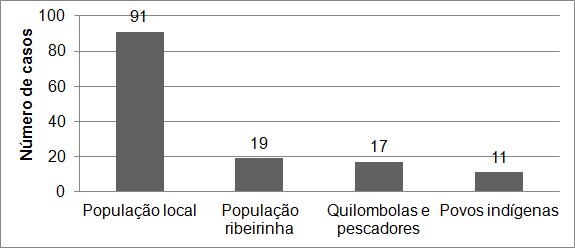 Número de casos
100
80
60
40
20
0
91
19
17
11
População local
População
ribeirinha
Quilombolas e
pescadores
Povos indígenas